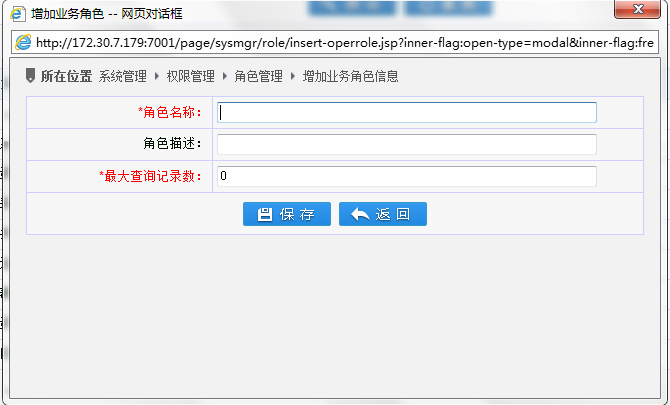 增加业务角色 -- 网页对话框
http://172.30.7.179:7001/page/sysmgr/role/insert-operrole.jsp?inner-flag:open-type=modal&inner-flag:fre
所在位置 系统管理 权限管理 角色管理 增加业务角色信息
*角色名称：
角色描述：
*最大查询记录数： 0
保存 返回